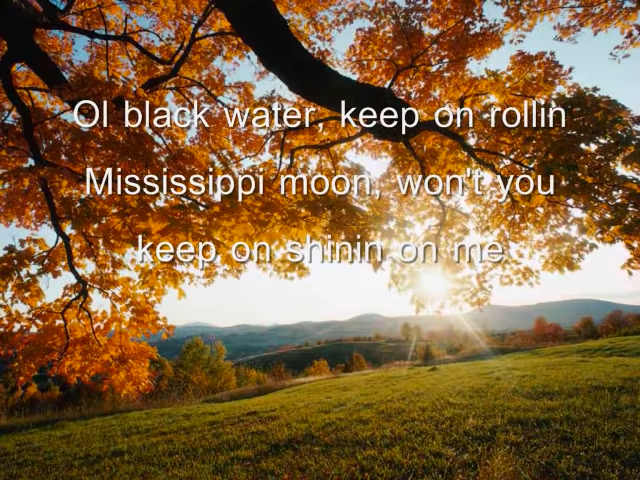 Ol black water, keep on rollin
Mississippi moon, won't you
keep on shinin on me